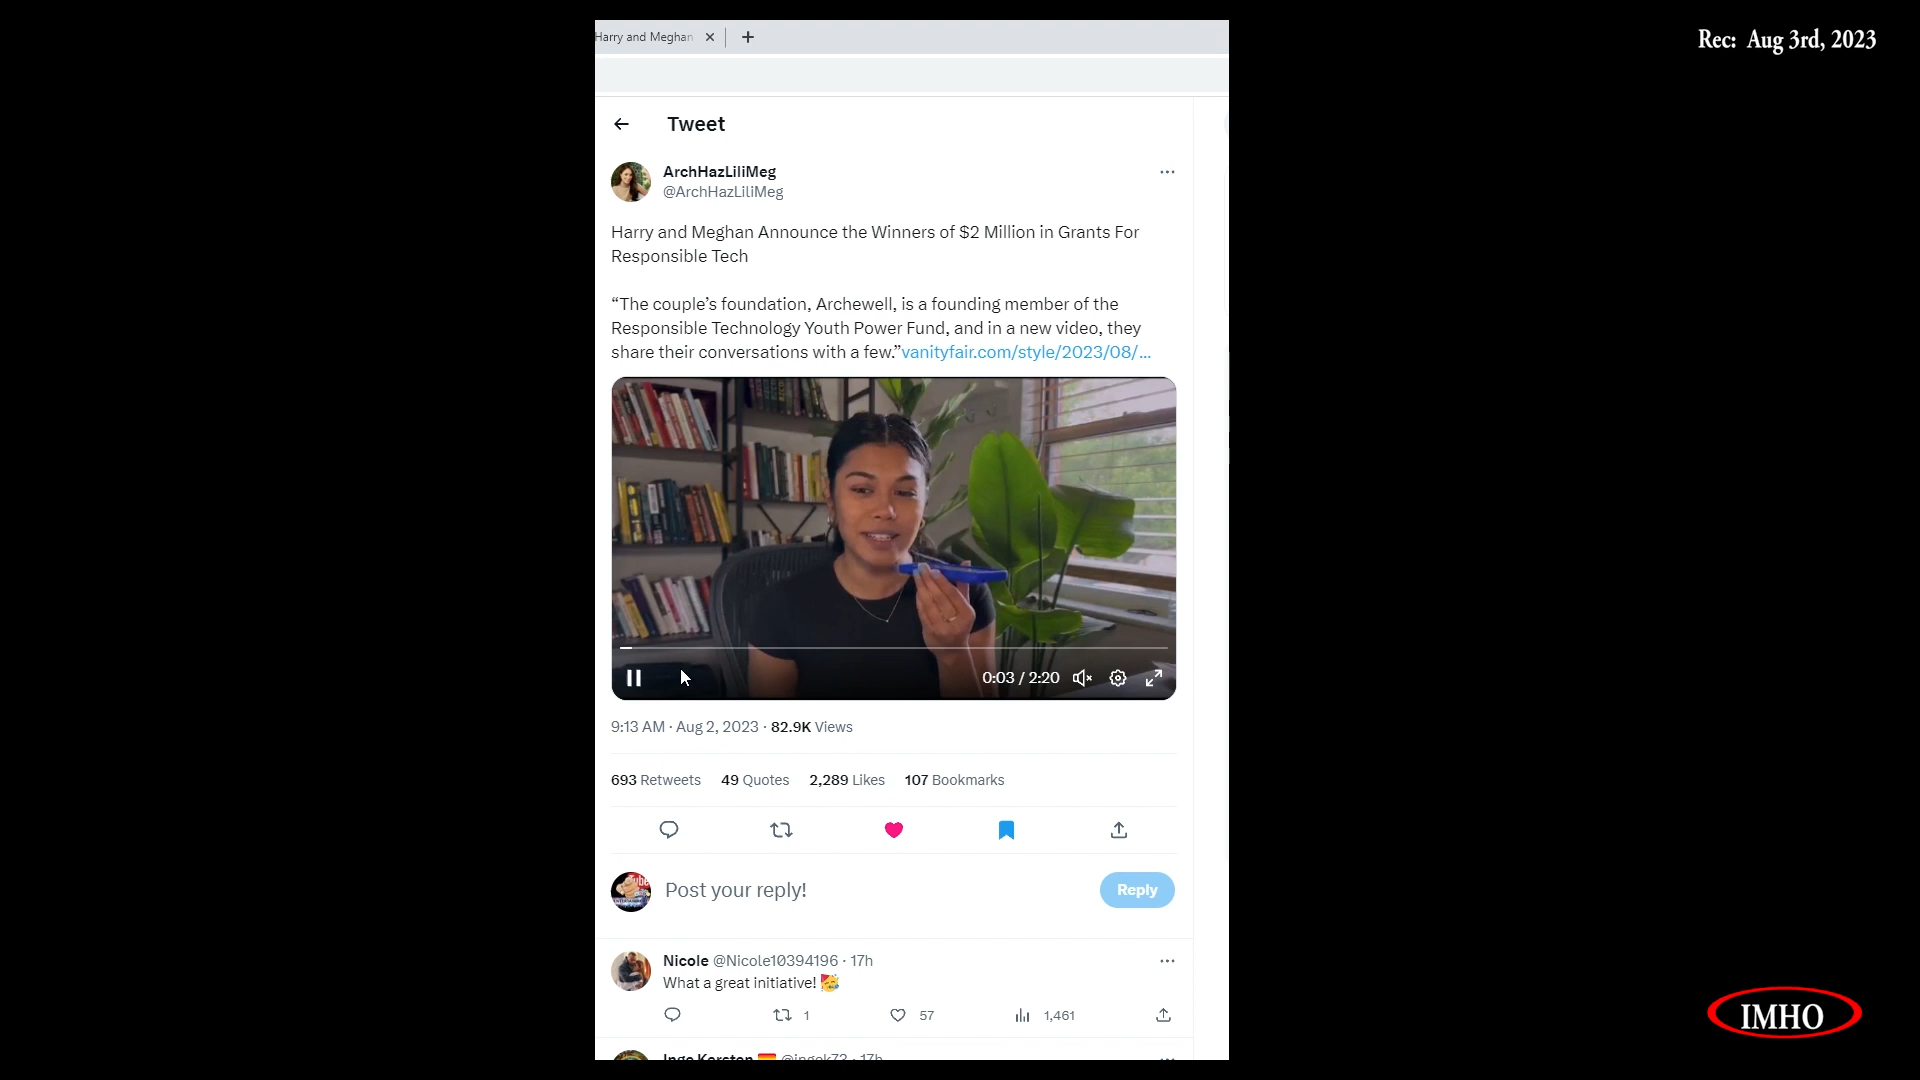 Harry and Meghan
Rec: Aug 3rd, 2023
Tweet
ArchHazLiliMeg
@ArchHazLiliMeg
Harry and Meghan Announce the Winners of $2 Million in Grants For
Responsible Tech
“The couple’s foundation, Archewell, is a founding member of the
Responsible Technology Youth Power Fund, and in a new video, they
share their conversations with a few.”vanityfair.com/style/2023/08/...
0:03 / 2:20
9:13 AM · Aug 2, 2023 · 82.9K Views
693 Retweets 49 Quotes 2,289 Likes 107 Bookmarks
Post your reply!
Reply
Nicole @Nicole10394196 · 17h
What a great initiative!
1 57 1,461
IMHO